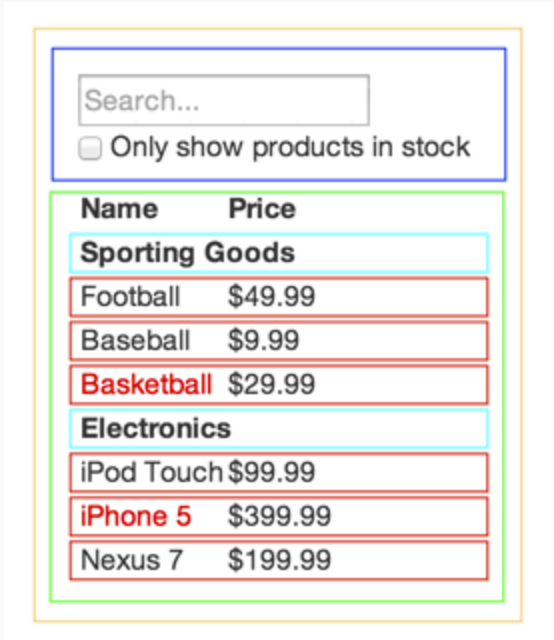 Search...
Only show products in stock
Name Price
Sporting Goods
Football $49.99
Baseball $9.99
Basketball $29.99
Electronics
iPod Touch $99.99
iPhone 5 $399.99
Nexus 7 $199.99